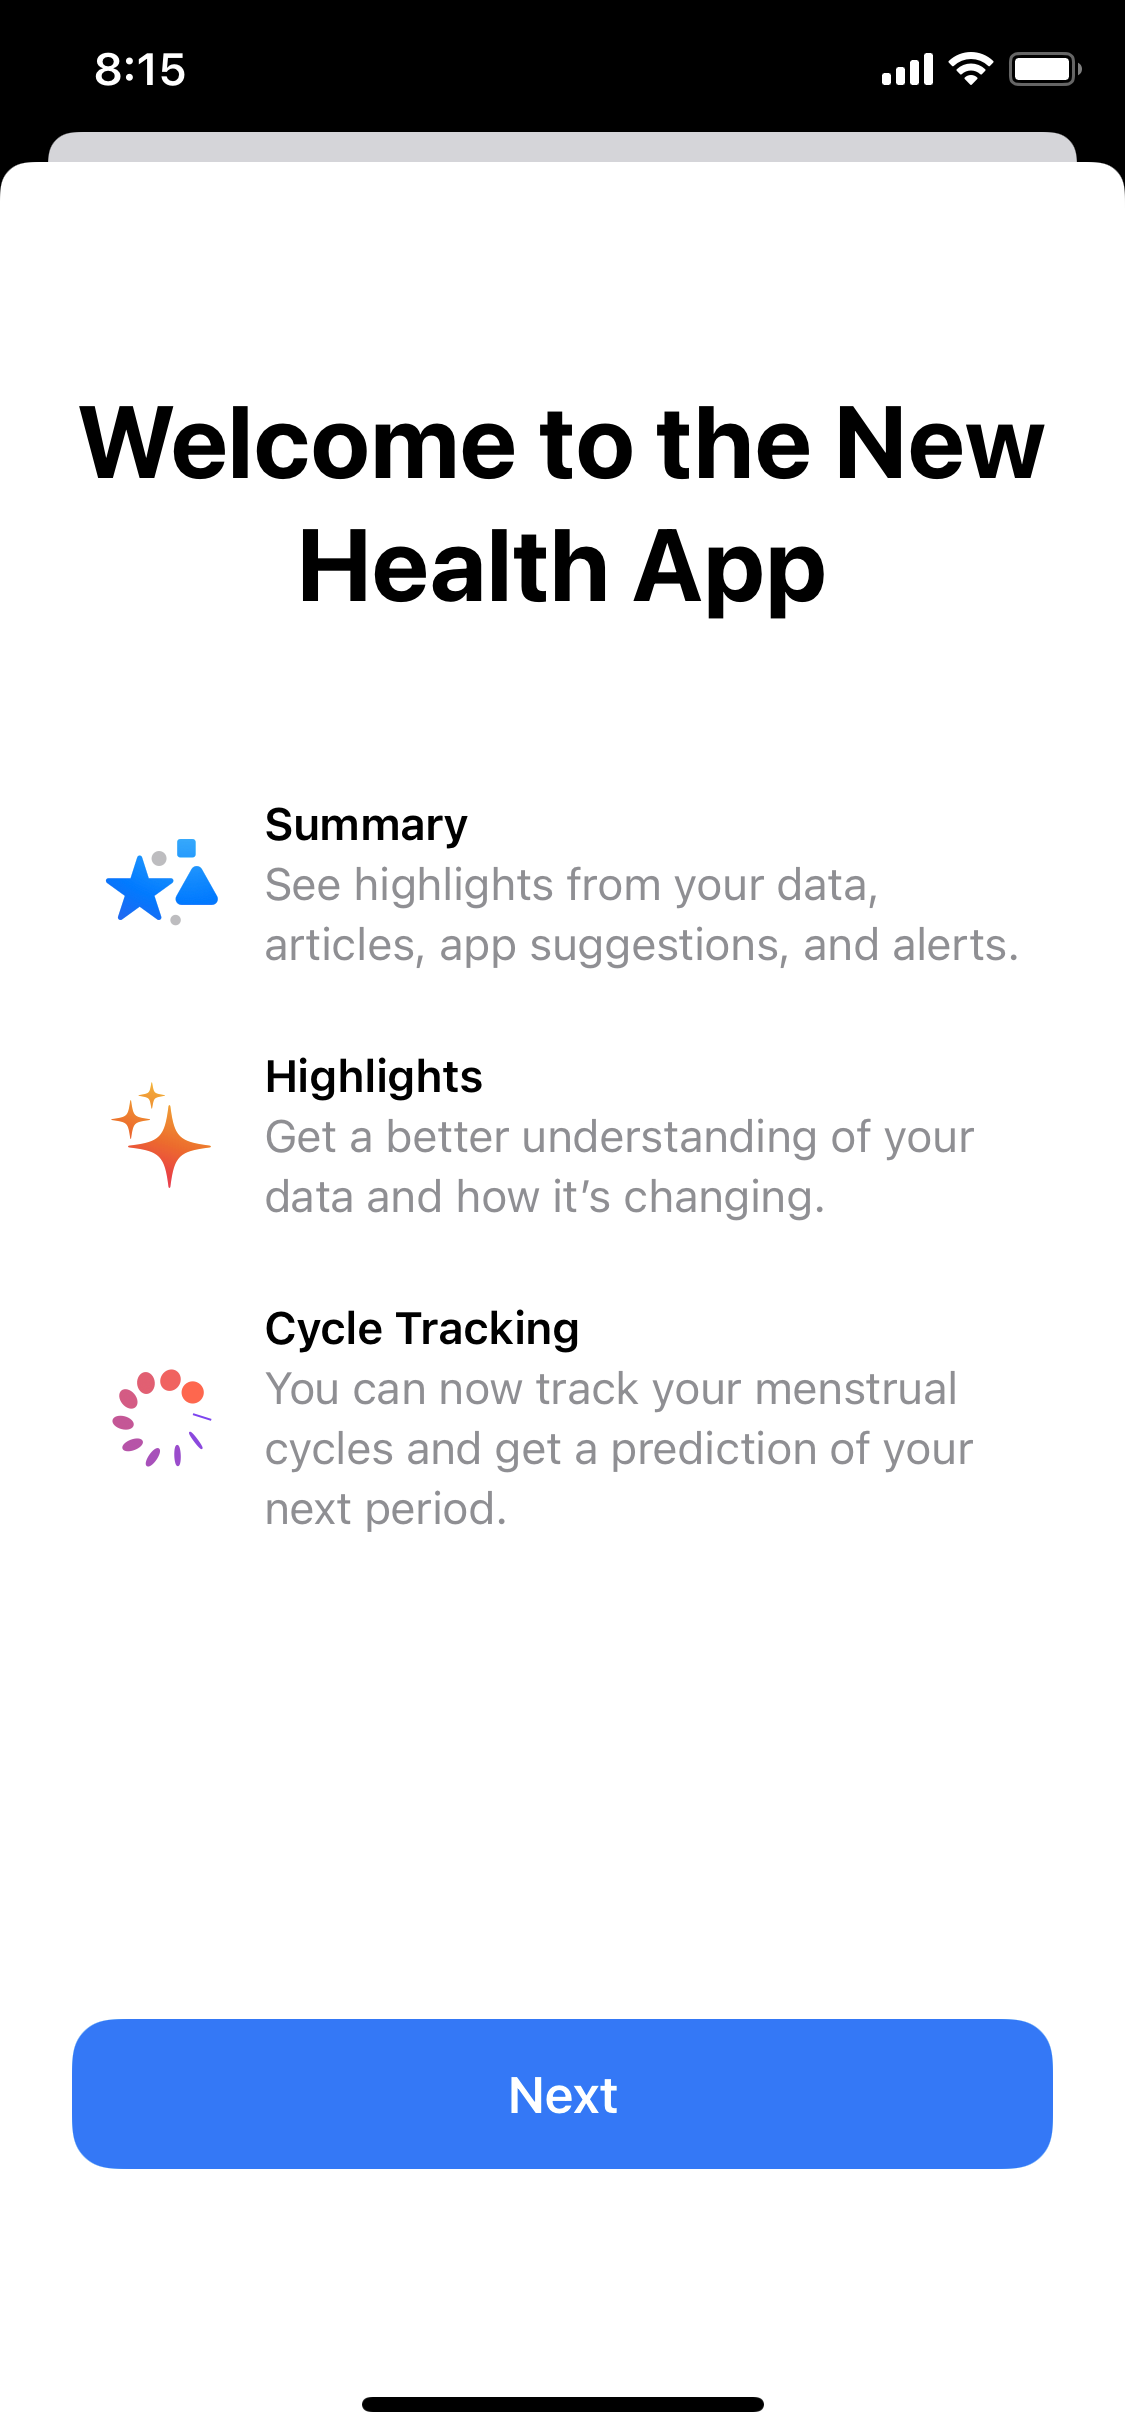 8:15
Welcome to the New
Health App
Summary
See highlights from your data,
articles, app suggestions, and alerts.
Highlights
Get a better understanding of your
data and how it’s changing.
Cycle Tracking
You can now track your menstrual
cycles and get a prediction of your
next period.
Next